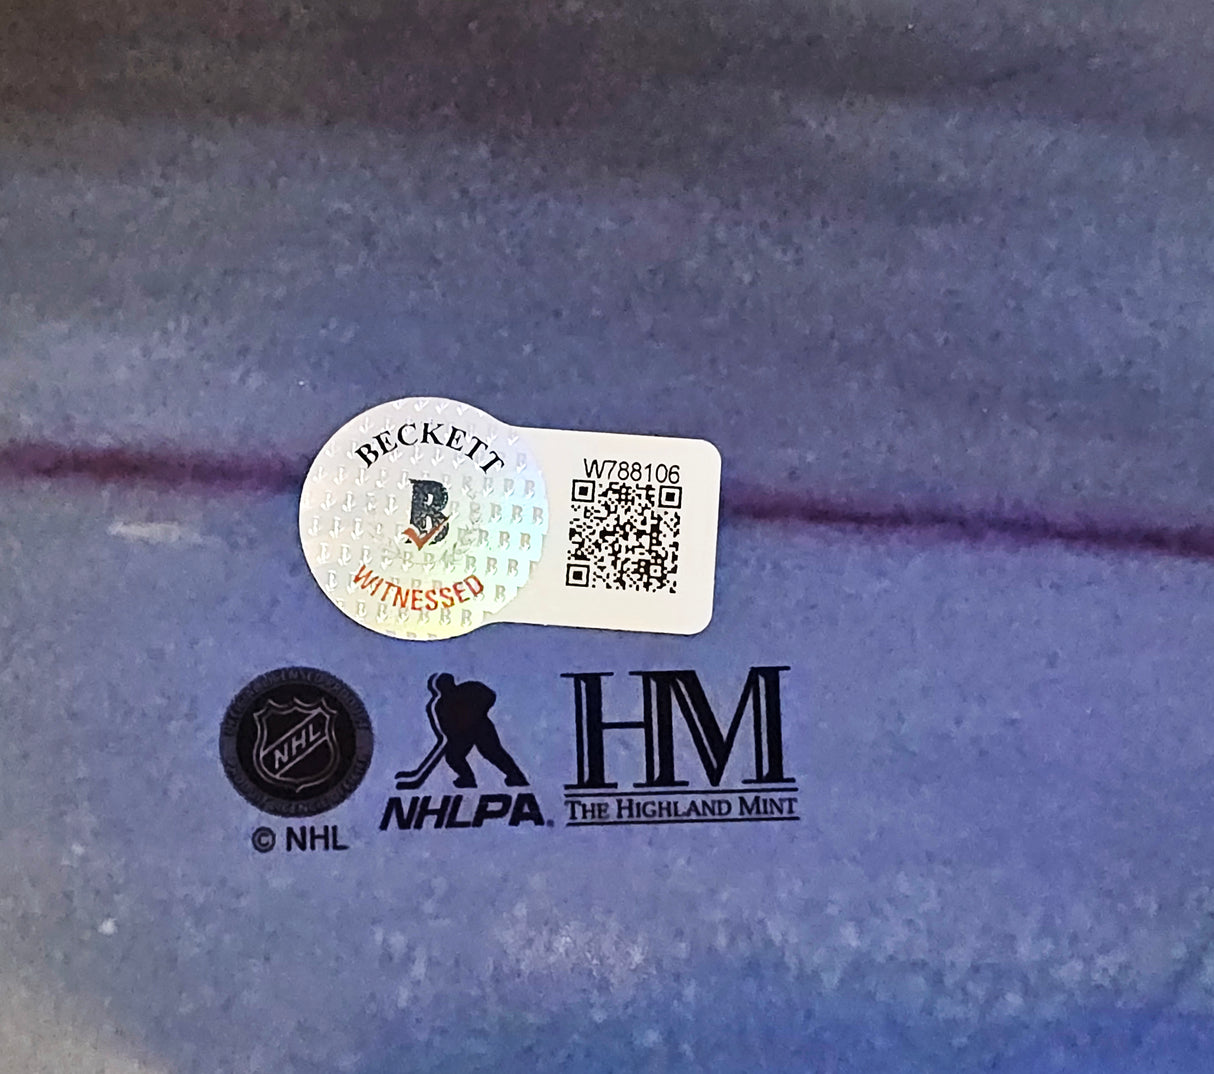 BECKETT
B
WITNESSED
W788106
NHL
© NHL
NHLPA.
HM
THE HIGHLAND MINT